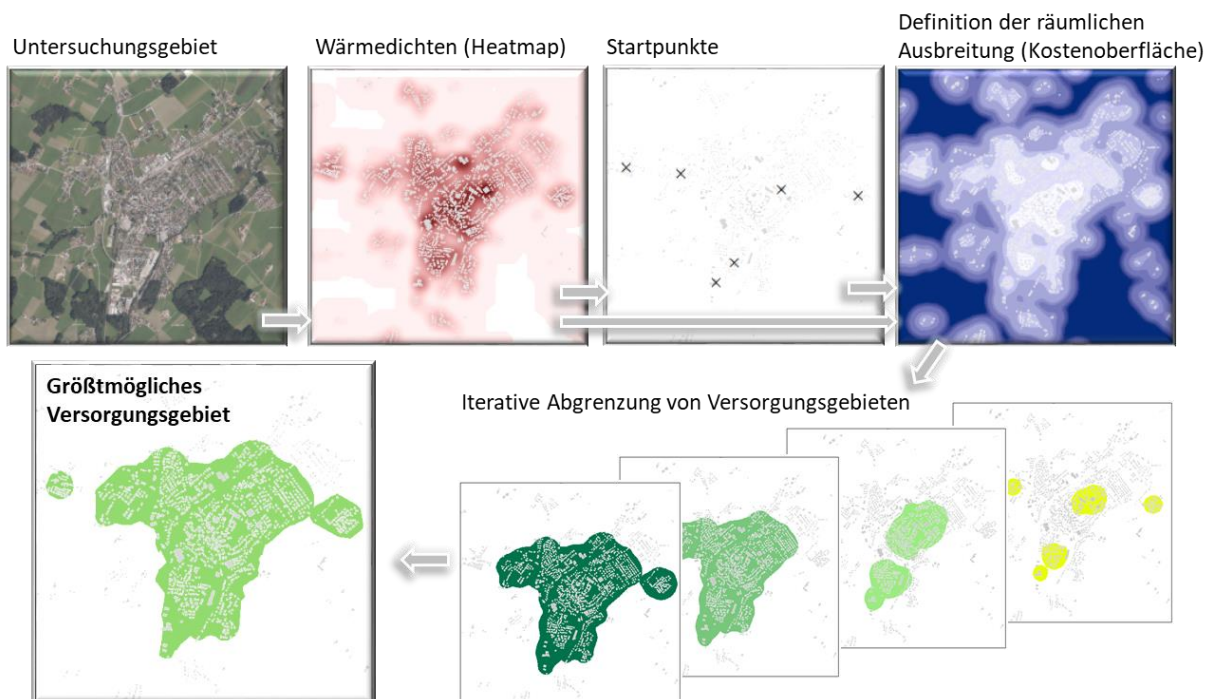 Untersuchungsgebiet
Wärmedichten (Heatmap)
Startpunkte
Definition der räumlichen
Ausbreitung (Kostenoberfläche)
Größtmögliches
Versorgungsgebiet
Iterative Abgrenzung von Versorgungsgebieten